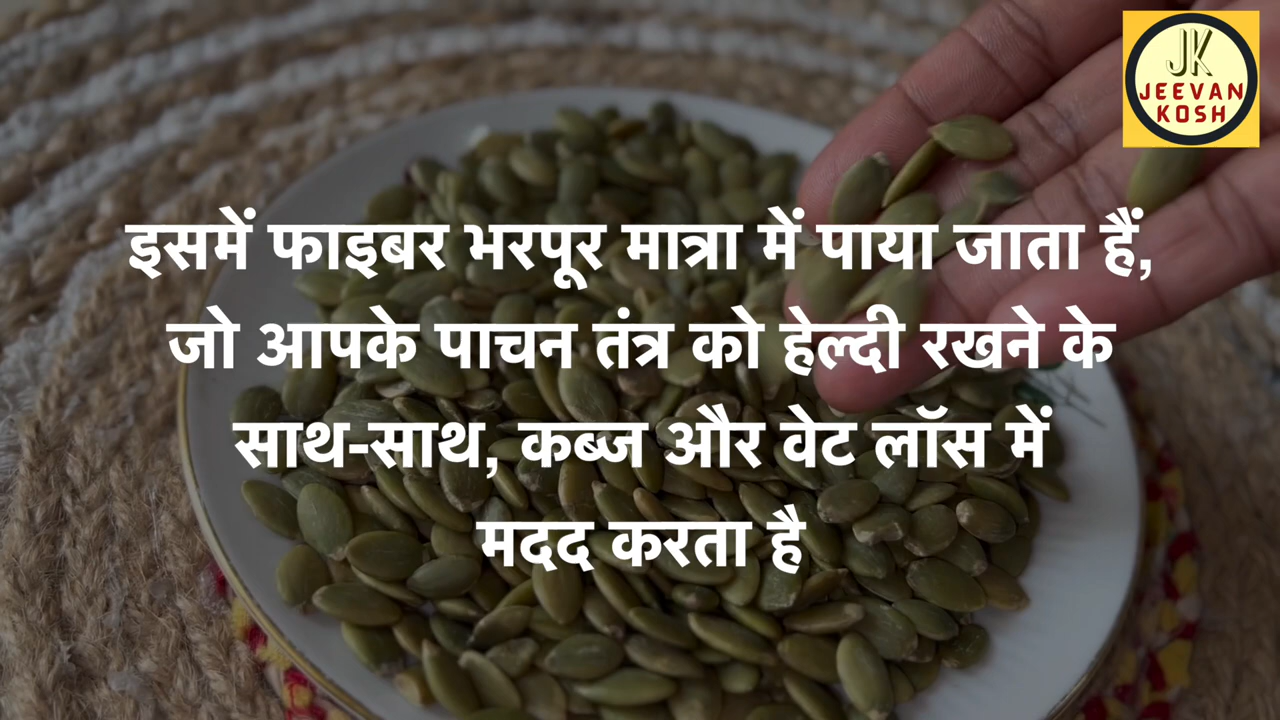 JK
JEEVAN
KOSH
इसमें फाइबर भरपूर मात्रा में पाया जाता हैं,
जो आपके पाचन तंत्र को हेल्दी रखने के
साथ-साथ, कब्ज और वेट लॉस में
मदद करता है